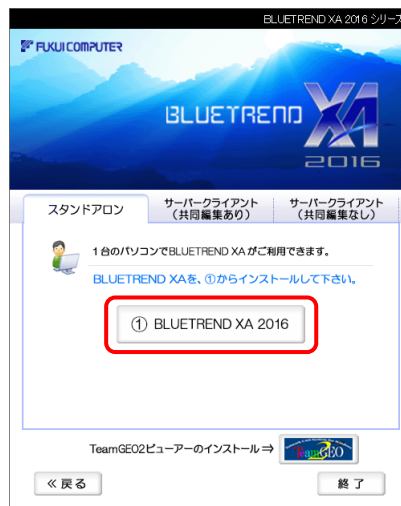 BLUETREND XA 2016 シリーズ
FUKUI COMPUTER
BLUETREND XA
2016
スタンドアロン
サーバークライアント
（共同編集あり）
サーバークライアント
（共同編集なし）
1台のパソコンでBLUETREND XAがご利用できます。
BLUETREND XAを、①からインストールして下さい。
① BLUETREND XA 2016
TeamGEO2ビューアーのインストール ⇒
TeamGEO
≪ 戻る
終 了